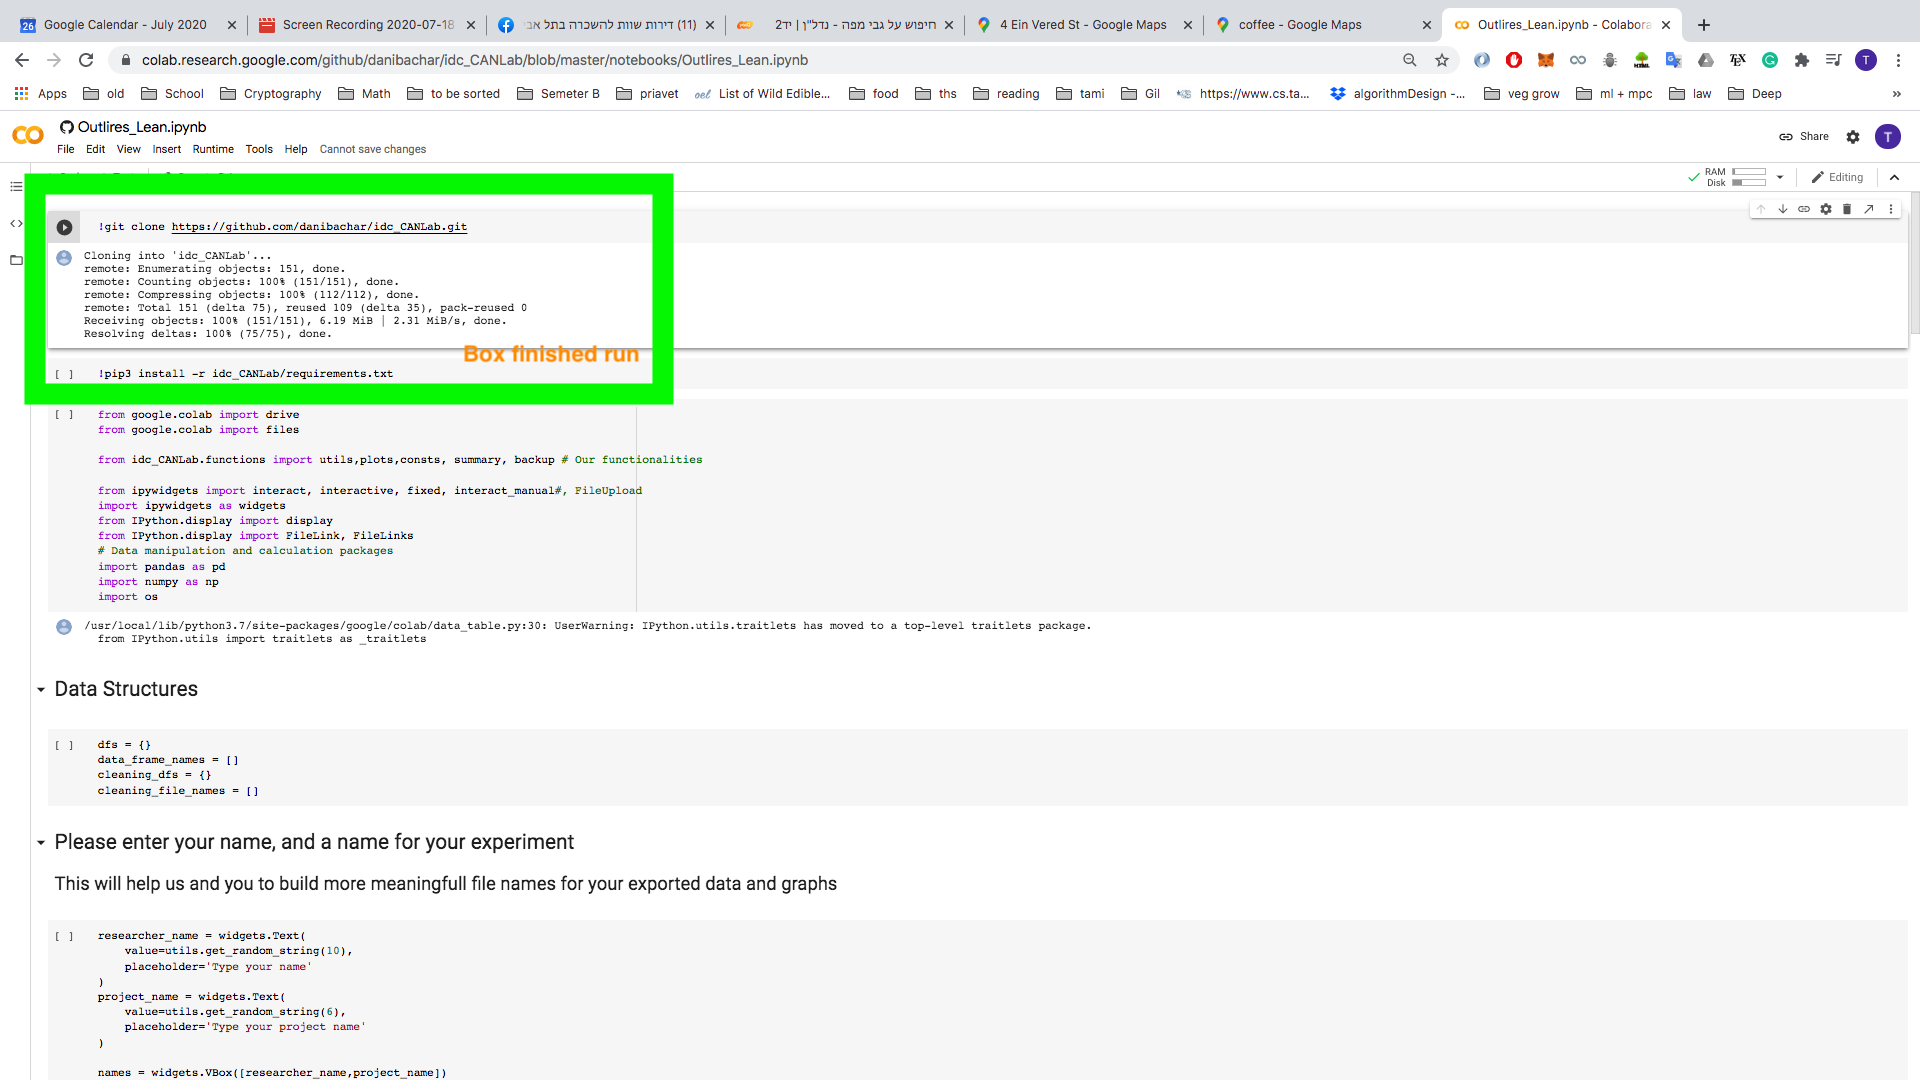 Google Calendar - July 2020
Screen Recording 2020-07-18
(11) דירות שוות להשכרה בתל אבי
חיפוש על גבי מפה - נדל"ן | יד2
4 Ein Vered St - Google Maps
coffee - Google Maps
Outlires_Lean.ipynb - Colabora
colab.research.google.com/github/danibachar/idc_CANLab/blob/master/notebooks/Outlires_Lean.ipynb
Apps
old
School
Cryptography
Math
to be sorted
Semeter B
priavet
oel
List of Wild Edible...
food
ths
reading
tami
Gil
https://www.cs.ta...
algorithmDesign -...
veg grow
ml + mpc
law
Deep
»
Outlires_Lean.ipynb
File Edit View Insert Runtime Tools Help Cannot save changes
Share
T
RAM
Disk
Editing
!git clone https://github.com/danibachar/idc_CANLab.git
Cloning into 'idc_CANLab'...
remote: Enumerating objects: 151, done.
remote: Counting objects: 100% (151/151), done.
remote: Compressing objects: 100% (112/112), done.
remote: Total 151 (delta 75), reused 109 (delta 35), pack-reused 0
Receiving objects: 100% (151/151), 6.19 MiB | 2.31 MiB/s, done.
Resolving deltas: 100% (75/75), done.
Box finished run
[ ] !pip3 install -r idc_CANLab/requirements.txt
[ ] from google.colab import drive
from google.colab import files
from idc_CANLab.functions import utils,plots,consts, summary, backup # Our functionalities
from ipywidgets import interact, interactive, fixed, interact_manual#, FileUpload
import ipywidgets as widgets
from IPython.display import display
from IPython.display import FileLink, FileLinks
# Data manipulation and calculation packages
import pandas as pd
import numpy as np
import os
/usr/local/lib/python3.7/site-packages/google/colab/data_table.py:30: UserWarning: IPython.utils.traitlets has moved to a top-level traitlets package.
from IPython.utils import traitlets as _traitlets
Data Structures
[ ] dfs = {}
data_frame_names = []
cleaning_dfs = {}
cleaning_file_names = []
Please enter your name, and a name for your experiment
This will help us and you to build more meaningfull file names for your exported data and graphs
[ ] researcher_name = widgets.Text(
value=utils.get_random_string(10),
placeholder='Type your name'
)
project_name = widgets.Text(
value=utils.get_random_string(6),
placeholder='Type your project name'
)
names = widgets.VBox([researcher_name,project_name])